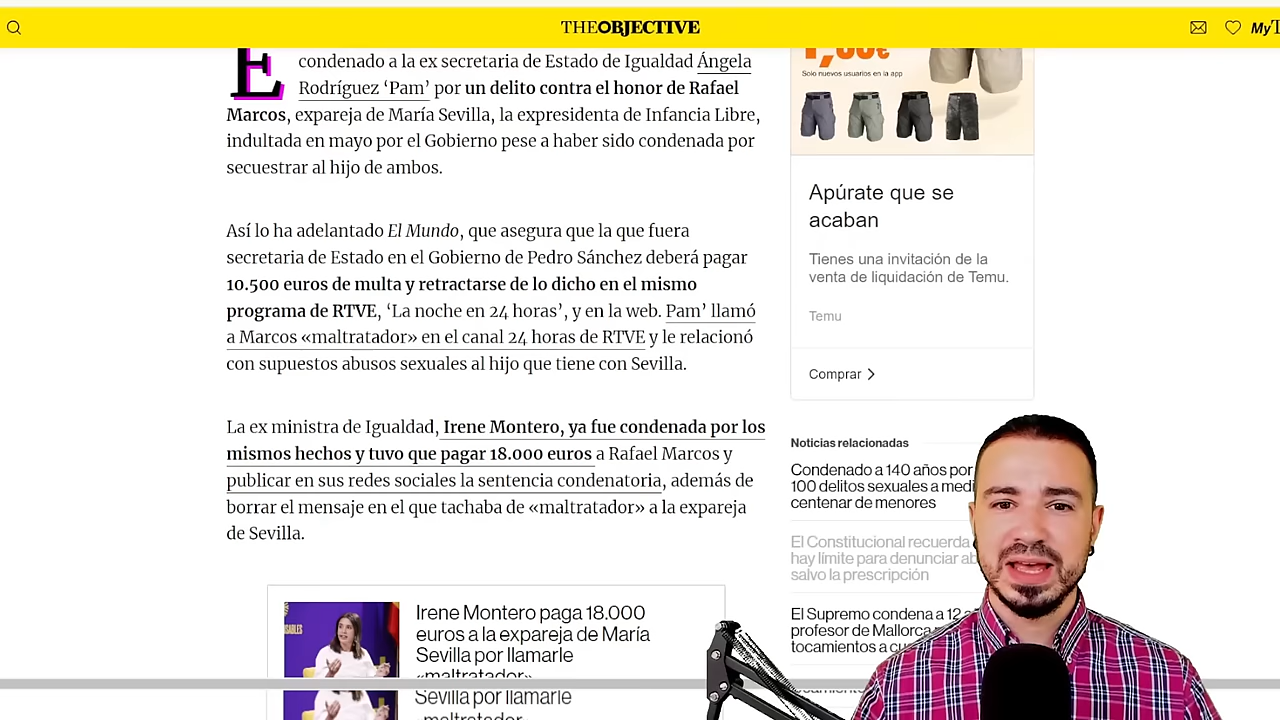 THE OBJECTIVE
My
E
condenado a la ex secretaria de Estado de Igualdad Ángela
Rodríguez ‘Pam’ por un delito contra el honor de Rafael
Marcos, expareja de María Sevilla, la expresidenta de Infancia Libre,
indultada en mayo por el Gobierno pese a haber sido condenada por
secuestrar al hijo de ambos.
Así lo ha adelantado El Mundo, que asegura que la que fuera
secretaria de Estado en el Gobierno de Pedro Sánchez deberá pagar
10.500 euros de multa y retractarse de lo dicho en el mismo
programa de RTVE, ‘La noche en 24 horas’, y en la web. Pam’ llamó
a Marcos «maltratador» en el canal 24 horas de RTVE y le relacionó
con supuestos abusos sexuales al hijo que tiene con Sevilla.
La ex ministra de Igualdad, Irene Montero, ya fue condenada por los
mismos hechos y tuvo que pagar 18.000 euros a Rafael Marcos y
publicar en sus redes sociales la sentencia condenatoria, además de
borrar el mensaje en el que tachaba de «maltratador» a la expareja
de Sevilla.
Irene Montero paga 18.000
euros a la expareja de María
Sevilla por llamarle
«maltratador»
Sevilla por llamarle
Solo nuevos usuarios en la app
Apúrate que se
acaban
Tienes una invitación de la
venta de liquidación de Temu.
Temu
Comprar
Noticias relacionadas
Condenado a 140 años por
100 delitos sexuales a medi
centenar de menores
El Constitucional recuerda
hay límite para denunciar ab
salvo la prescripción
El Supremo condena a 12 a
profesor de Mallorca
tocamientos a cu